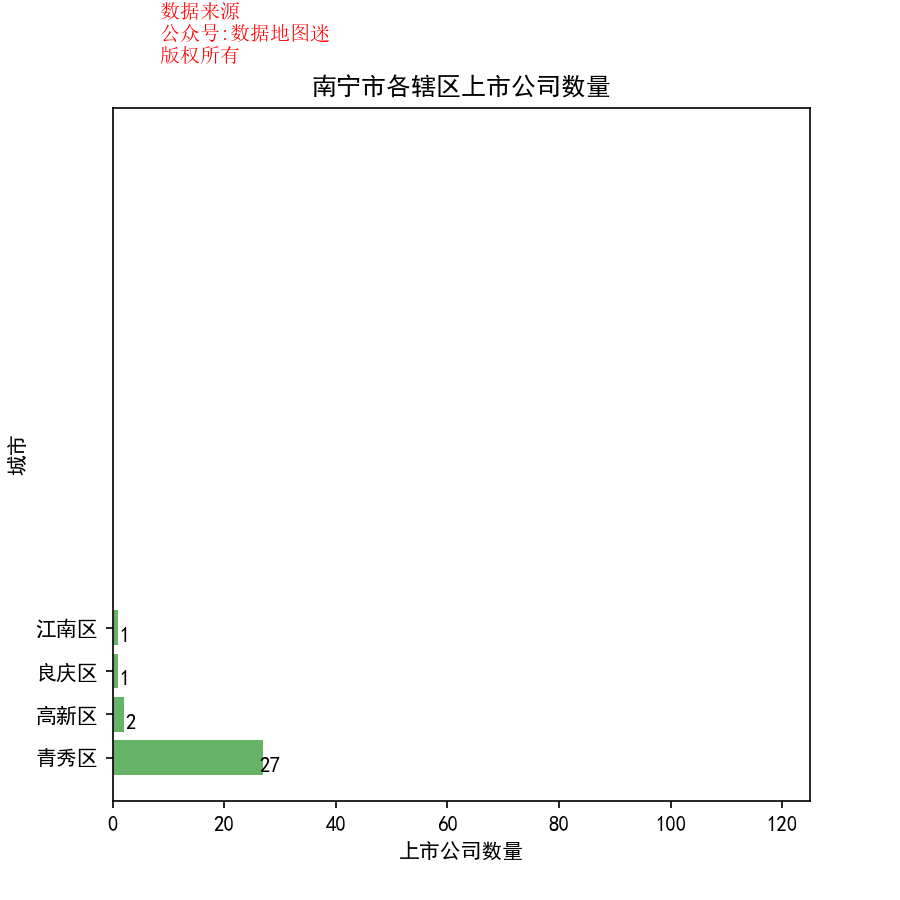 数据来源
公众号:数据地图迷
版权所有
南宁市各辖区上市公司数量
城市
江南区
1
良庆区
1
高新区
2
青秀区
27
0 20 40 60 80 100 120
上市公司数量